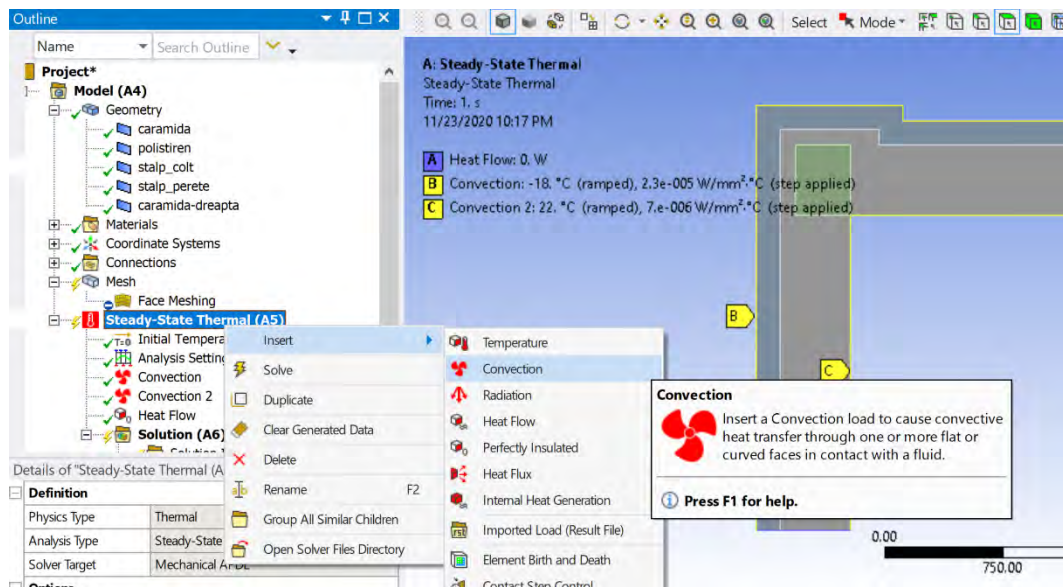 Outline
Name
Search Outline
Project*
Model (A4)
Geometry
caramida
polistiren
stalp_colt
stalp_perete
caramida-dreapta
Materials
Coordinate Systems
Connections
Mesh
Face Meshing
Steady-State Thermal (A5)
T=0 Initial Tempera
Analysis Setting
Convection
Convection 2
Heat Flow
Solution (A6)
Details of "Steady-State Thermal (A
Definition
Physics Type Thermal
Analysis Type Steady-State
Solver Target Mechanical APDL
Options
Insert
Solve
Duplicate
Clear Generated Data
Delete
Rename F2
Group All Similar Children
Open Solver Files Directory
Temperature
Convection
Radiation
Heat Flow
Perfectly Insulated
Heat Flux
Internal Heat Generation
Imported Load (Result File)
Element Birth and Death
Contact Step Control
Convection
Insert a Convection load to cause convective
heat transfer through one or more flat or
curved faces in contact with a fluid.
Press F1 for help.
Select Mode
A: Steady-State Thermal
Steady-State Thermal
Time: 1. s
11/23/2020 10:17 PM
A Heat Flow: 0. W
B Convection: -18. °C (ramped), 2.3e-005 W/mm²·°C (step applied)
C Convection 2: 22. °C (ramped), 7.e-006 W/mm²·°C (step applied)
B
C
0.00
750.00